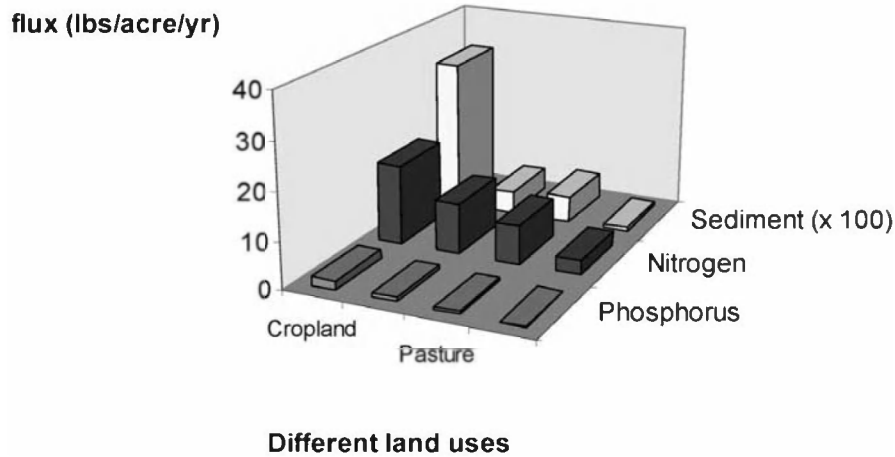 flux (lbs/acre/yr)
40
30
20
10
0
Sediment (x 100)
Nitrogen
Phosphorus
Cropland
Pasture
Different land uses